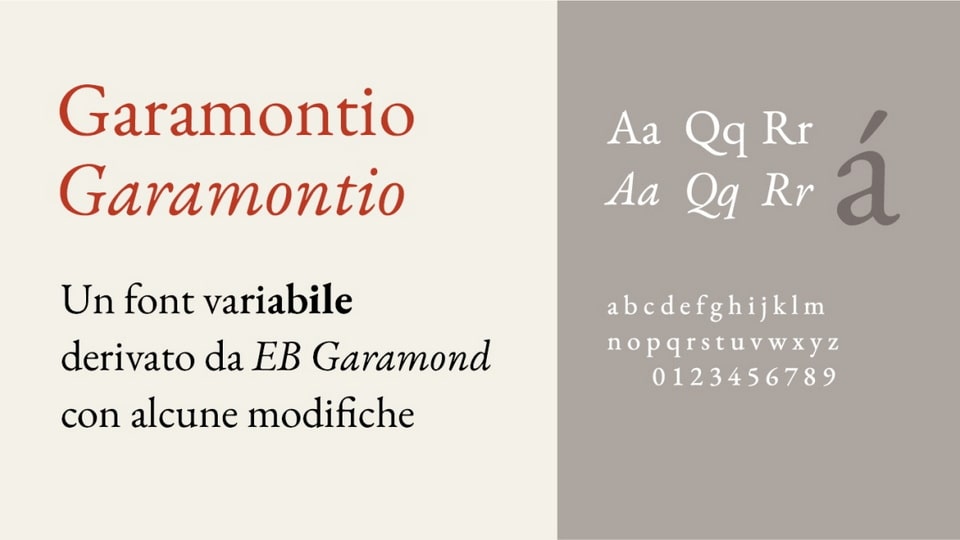 Garamontio
Garamontio
Un font variabile
derivato da EB Garamond
con alcune modifiche
Aa Qq Rr
Aa Qq Rr
á
a b c d e f g h i j k l m
n o p q r s t u v w x y z
0 1 2 3 4 5 6 7 8 9